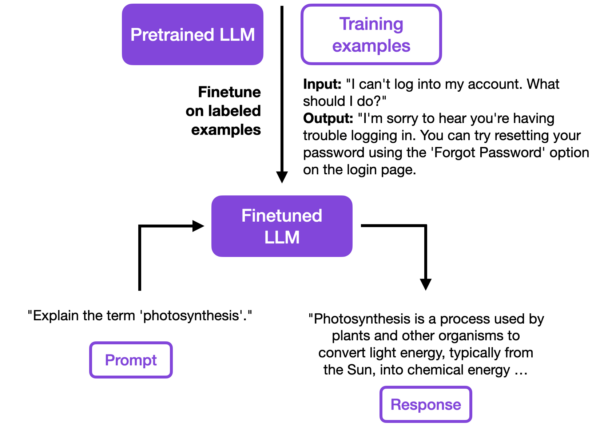 Pretrained LLM
Training
examples
Finetune
on labeled
examples
Input: "I can't log into my account. What
should I do?"
Output: "I'm sorry to hear you're having
trouble logging in. You can try resetting your
password using the 'Forgot Password' option
on the login page.
Finetuned
LLM
"Explain the term 'photosynthesis'."
Prompt
"Photosynthesis is a process used by
plants and other organisms to
convert light energy, typically from
the Sun, into chemical energy ...
Response